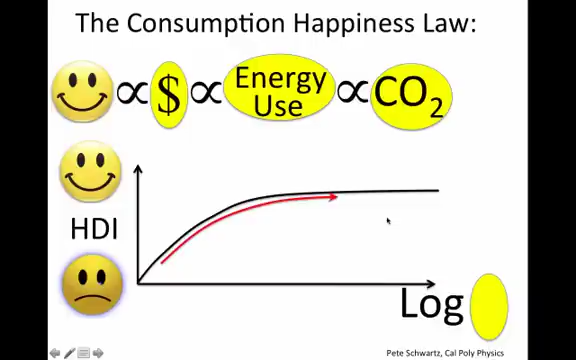 The Consumption Happiness Law:
∝ $ ∝ Energy Use ∝ CO₂
HDI
Log
Pete Schwartz, Cal Poly Physics